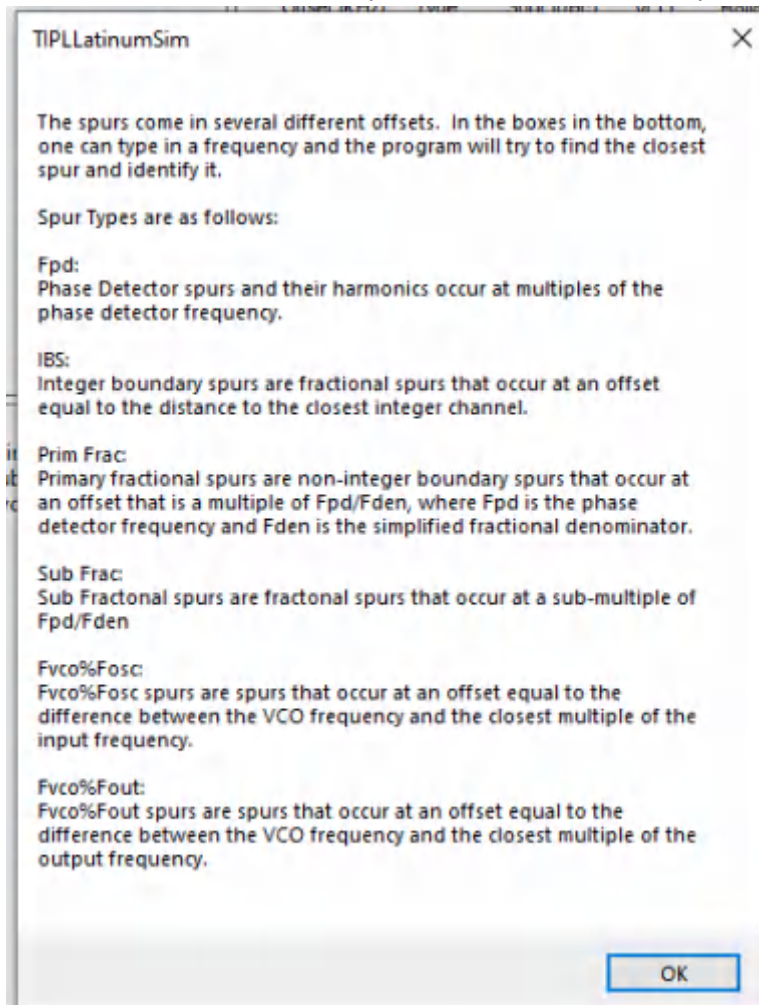 TIPLLatinumSim
The spurs come in several different offsets. In the boxes in the bottom,
one can type in a frequency and the program will try to find the closest
spur and identify it.
Spur Types are as follows:
Fpd:
Phase Detector spurs and their harmonics occur at multiples of the
phase detector frequency.
IBS:
Integer boundary spurs are fractional spurs that occur at an offset
equal to the distance to the closest integer channel.
Prim Frac:
Primary fractional spurs are non-integer boundary spurs that occur at
an offset that is a multiple of Fpd/Fden, where Fpd is the phase
detector frequency and Fden is the simplified fractional denominator.
Sub Frac:
Sub Fractonal spurs are fractonal spurs that occur at a sub-multiple of
Fpd/Fden
Fvco%Fosc:
Fvco%Fosc spurs are spurs that occur at an offset equal to the
difference between the VCO frequency and the closest multiple of the
input frequency.
Fvco%Fout:
Fvco%Fout spurs are spurs that occur at an offset equal to the
difference between the VCO frequency and the closest multiple of the
output frequency.
OK